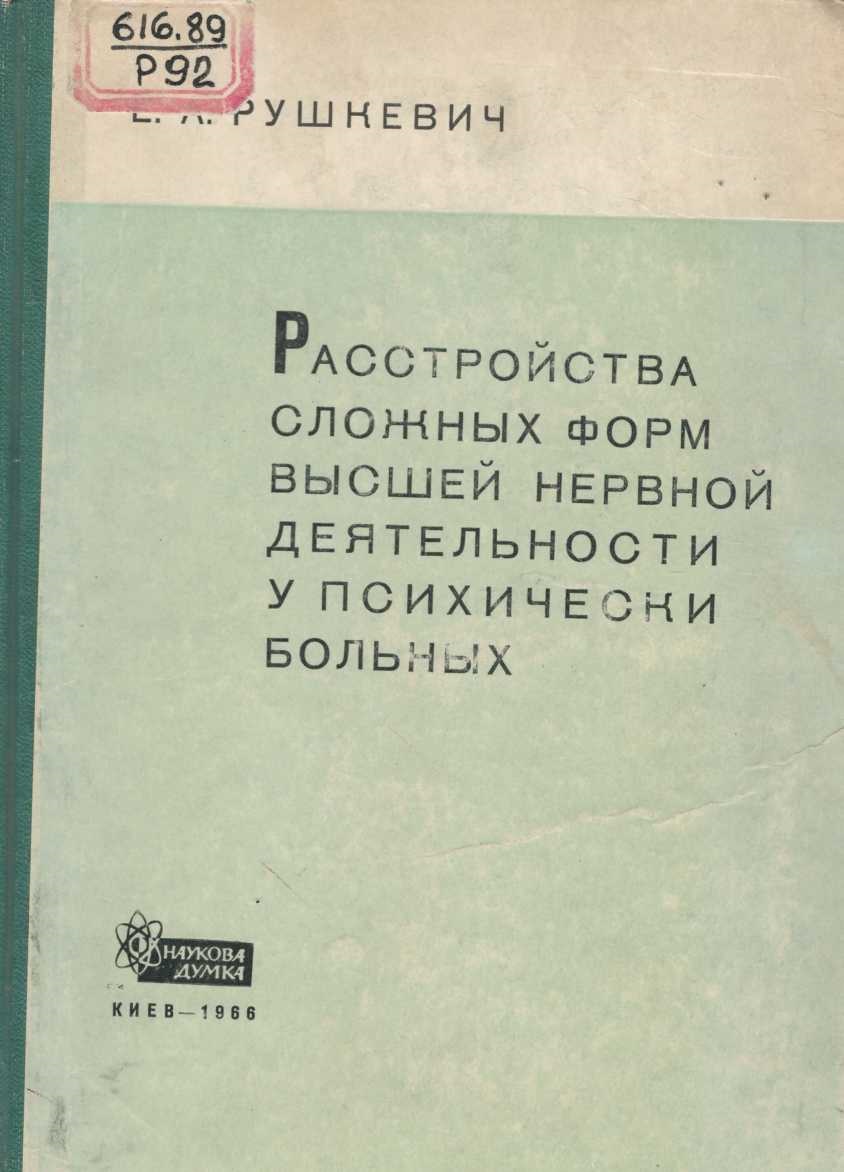 616.89
Р92
РУШКЕВИЧ
РАССТРОЙСТВА
СЛОЖНЫХ ФОРМ
ВЫСШЕЙ НЕРВНОЙ
ДЕЯТЕЛЬНОСТИ
У ПСИХИЧЕСКИ
БОЛЬНЫХ
НАУКОВА
ДУМКА
КИЕВ—1966